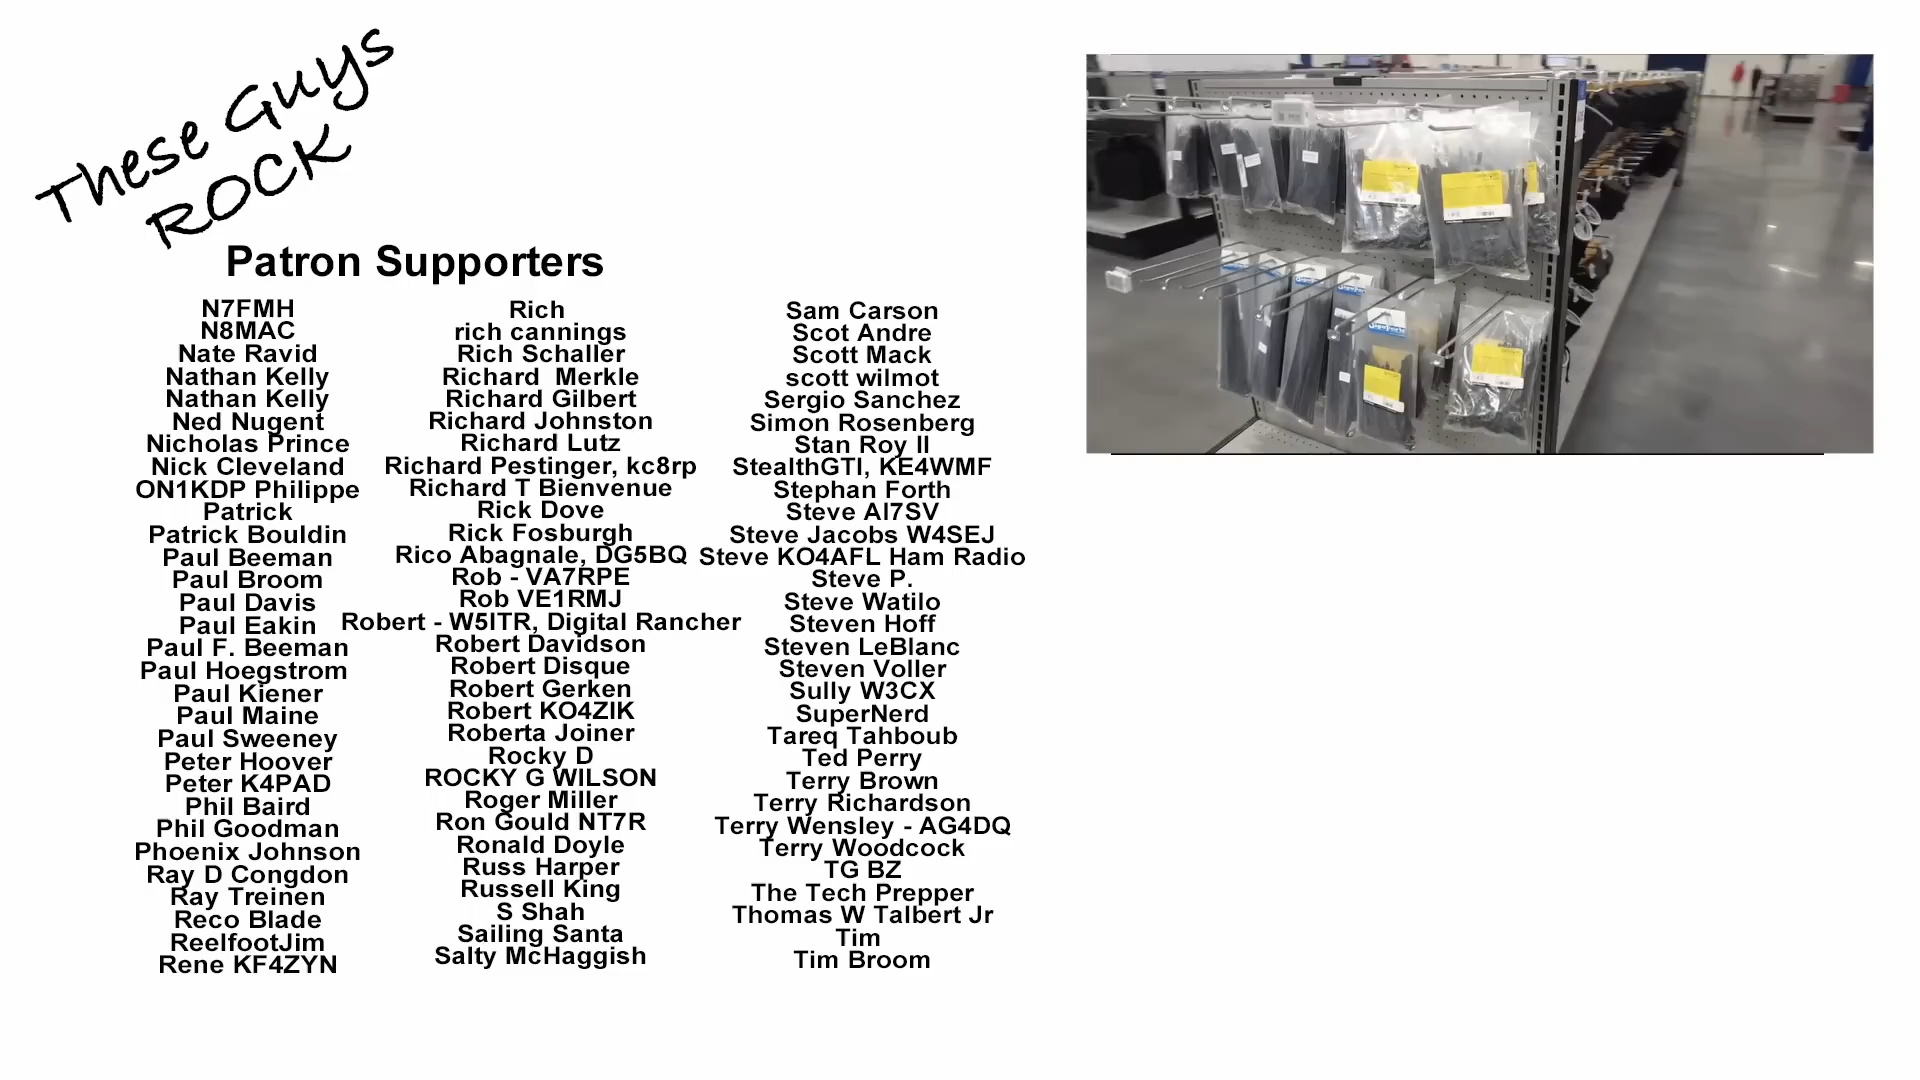 These Guys
ROCK
Patron Supporters
N7FMH
N8MAC
Nate Ravid
Nathan Kelly
Nathan Kelly
Ned Nugent
Nicholas Prince
Nick Cleveland
ON1KDP Philippe
Patrick
Patrick Bouldin
Paul Beeman
Paul Broom
Paul Davis
Paul Eakin
Paul F. Beeman
Paul Hoegstrom
Paul Kiener
Paul Maine
Paul Sweeney
Peter Hoover
Peter K4PAD
Phil Baird
Phil Goodman
Phoenix Johnson
Ray D Congdon
Ray Treinen
Reco Blade
ReelfootJim
Rene KF4ZYN
Rich
rich cannings
Rich Schaller
Richard  Merkle
Richard Gilbert
Richard Johnston
Richard Lutz
Richard Pestinger, kc8rp
Richard T Bienvenue
Rick Dove
Rick Fosburgh
Rico Abagnale, DG5BQ
Rob - VA7RPE
Rob VE1RMJ
Robert - W5ITR, Digital Rancher
Robert Davidson
Robert Disque
Robert Gerken
Robert KO4ZIK
Roberta Joiner
Rocky D
ROCKY G WILSON
Roger Miller
Ron Gould NT7R
Ronald Doyle
Russ Harper
Russell King
S Shah
Sailing Santa
Salty McHaggish
Sam Carson
Scot Andre
Scott Mack
scott wilmot
Sergio Sanchez
Simon Rosenberg
Stan Roy II
StealthGTI, KE4WMF
Stephan Forth
Steve AI7SV
Steve Jacobs W4SEJ
Steve KO4AFL Ham Radio
Steve P.
Steve Watilo
Steven Hoff
Steven LeBlanc
Steven Voller
Sully W3CX
SuperNerd
Tareq Tahboub
Ted Perry
Terry Brown
Terry Richardson
Terry Wensley - AG4DQ
Terry Woodcock
TG BZ
The Tech Prepper
Thomas W Talbert Jr
Tim
Tim Broom